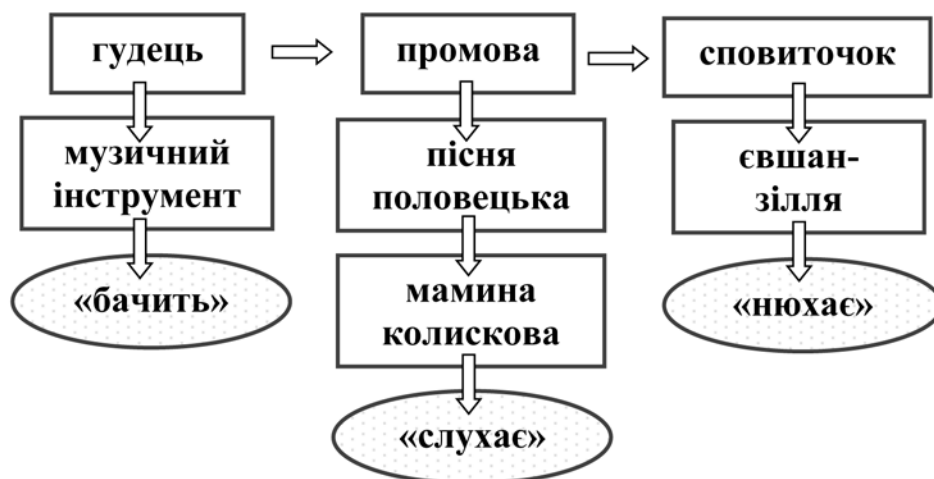 гудець
промова
сповиточок
музичний
інструмент
пісня
половецька
євшан-
зілля
«бачить»
мамина
колискова
«нюхає»
«слухає»